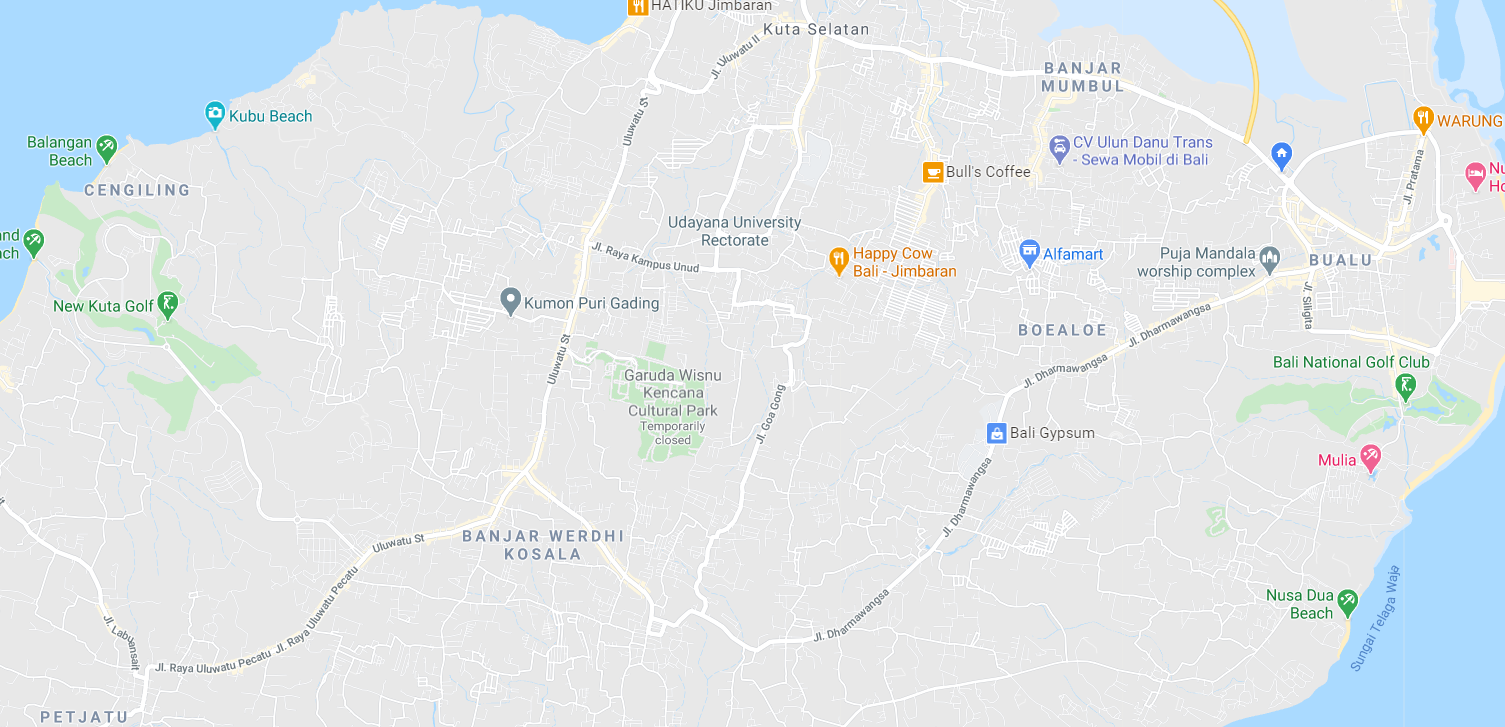 HATIKU Jimbaran
Kuta Selatan
Jl. Uluwatu II
BANJAR
MUMBUL
Uluwatu St
Kubu Beach
WARUNG
Balangan
Beach
CV Ulun Danu Trans
- Sewa Mobil di Bali
Bull's Coffee
Jl. Pratama
CENGILING
Udayana University
Rectorate
Jl. Raya Kampus Unud
Happy Cow
Bali - Jimbaran
Alfamart
Puja Mandala
worship complex
BUALU
New Kuta Golf
Kumon Puri Gading
Jl. Siligita
BOEALOE
Jl. Dharmawangsa
Uluwatu St
Jl. Dharmawangsa
Bali National Golf Club
Garuda Wisnu
Kencana
Cultural Park
Temporarily
closed
Jl. Goa Gong
Bali Gypsum
Mulia
Jl. Dharmawangsa
BANJAR WERDHI
KOSALA
Uluwatu St
Jl. Raya Uluwatu Pecatu
Nusa Dua
Beach
Sungai Telaga Waja
Jl. Labuansait
Jl. Dharmawangsa
Jl. Raya Uluwatu Pecatu
PETJATU